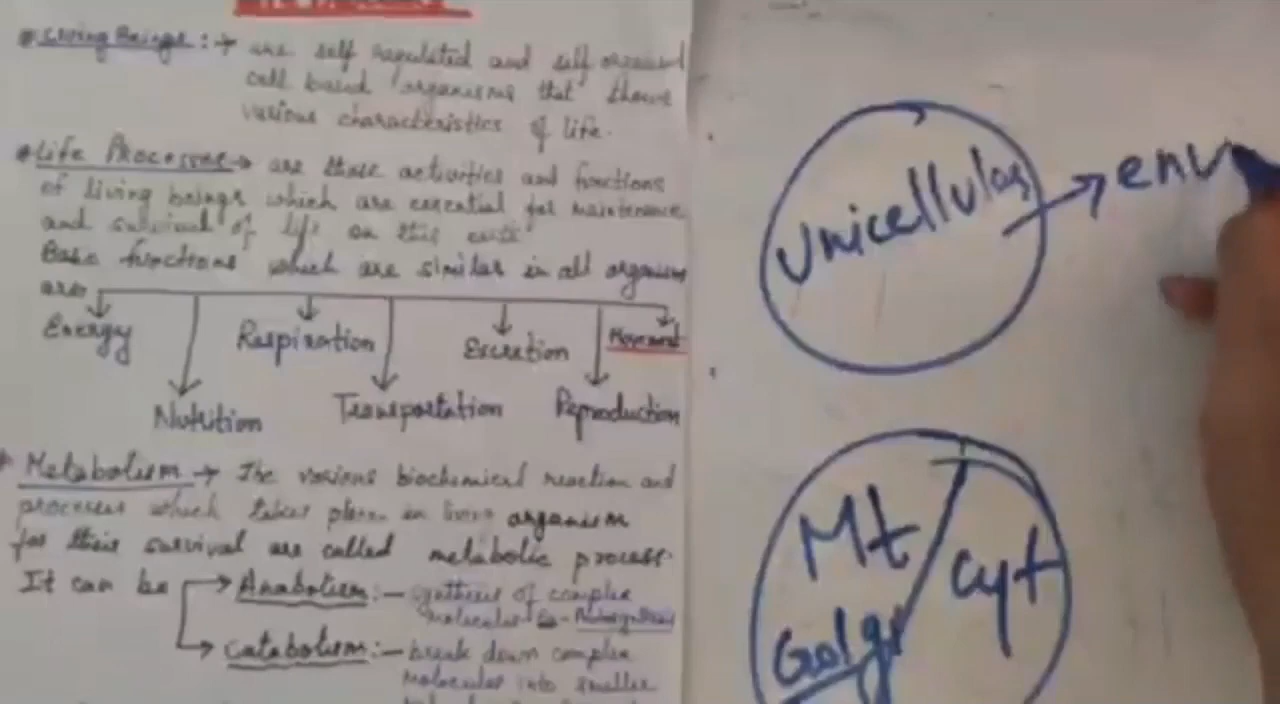 Living Beings :→ are self regulated and self
cell based organisms that shows
various characteristics of life.
Life Processes → are those activities and functions
of living beings which are essential for maintenance
and survival of life on this
Basic functions which are similar in all organism
are
Energy
Respiration
Excretion
Movement
Nutrition
Transportation
Reproduction
Metabolism → The various biochemical reaction and
processes which takes place in living organism
for their survival are called metabolic process.
It can be → Anabolism :- synthesis of complex
molecules
→ Catabolism :- break down complex
molecules into smaller
Unicellular → env
Mt
Cyt
Golgi